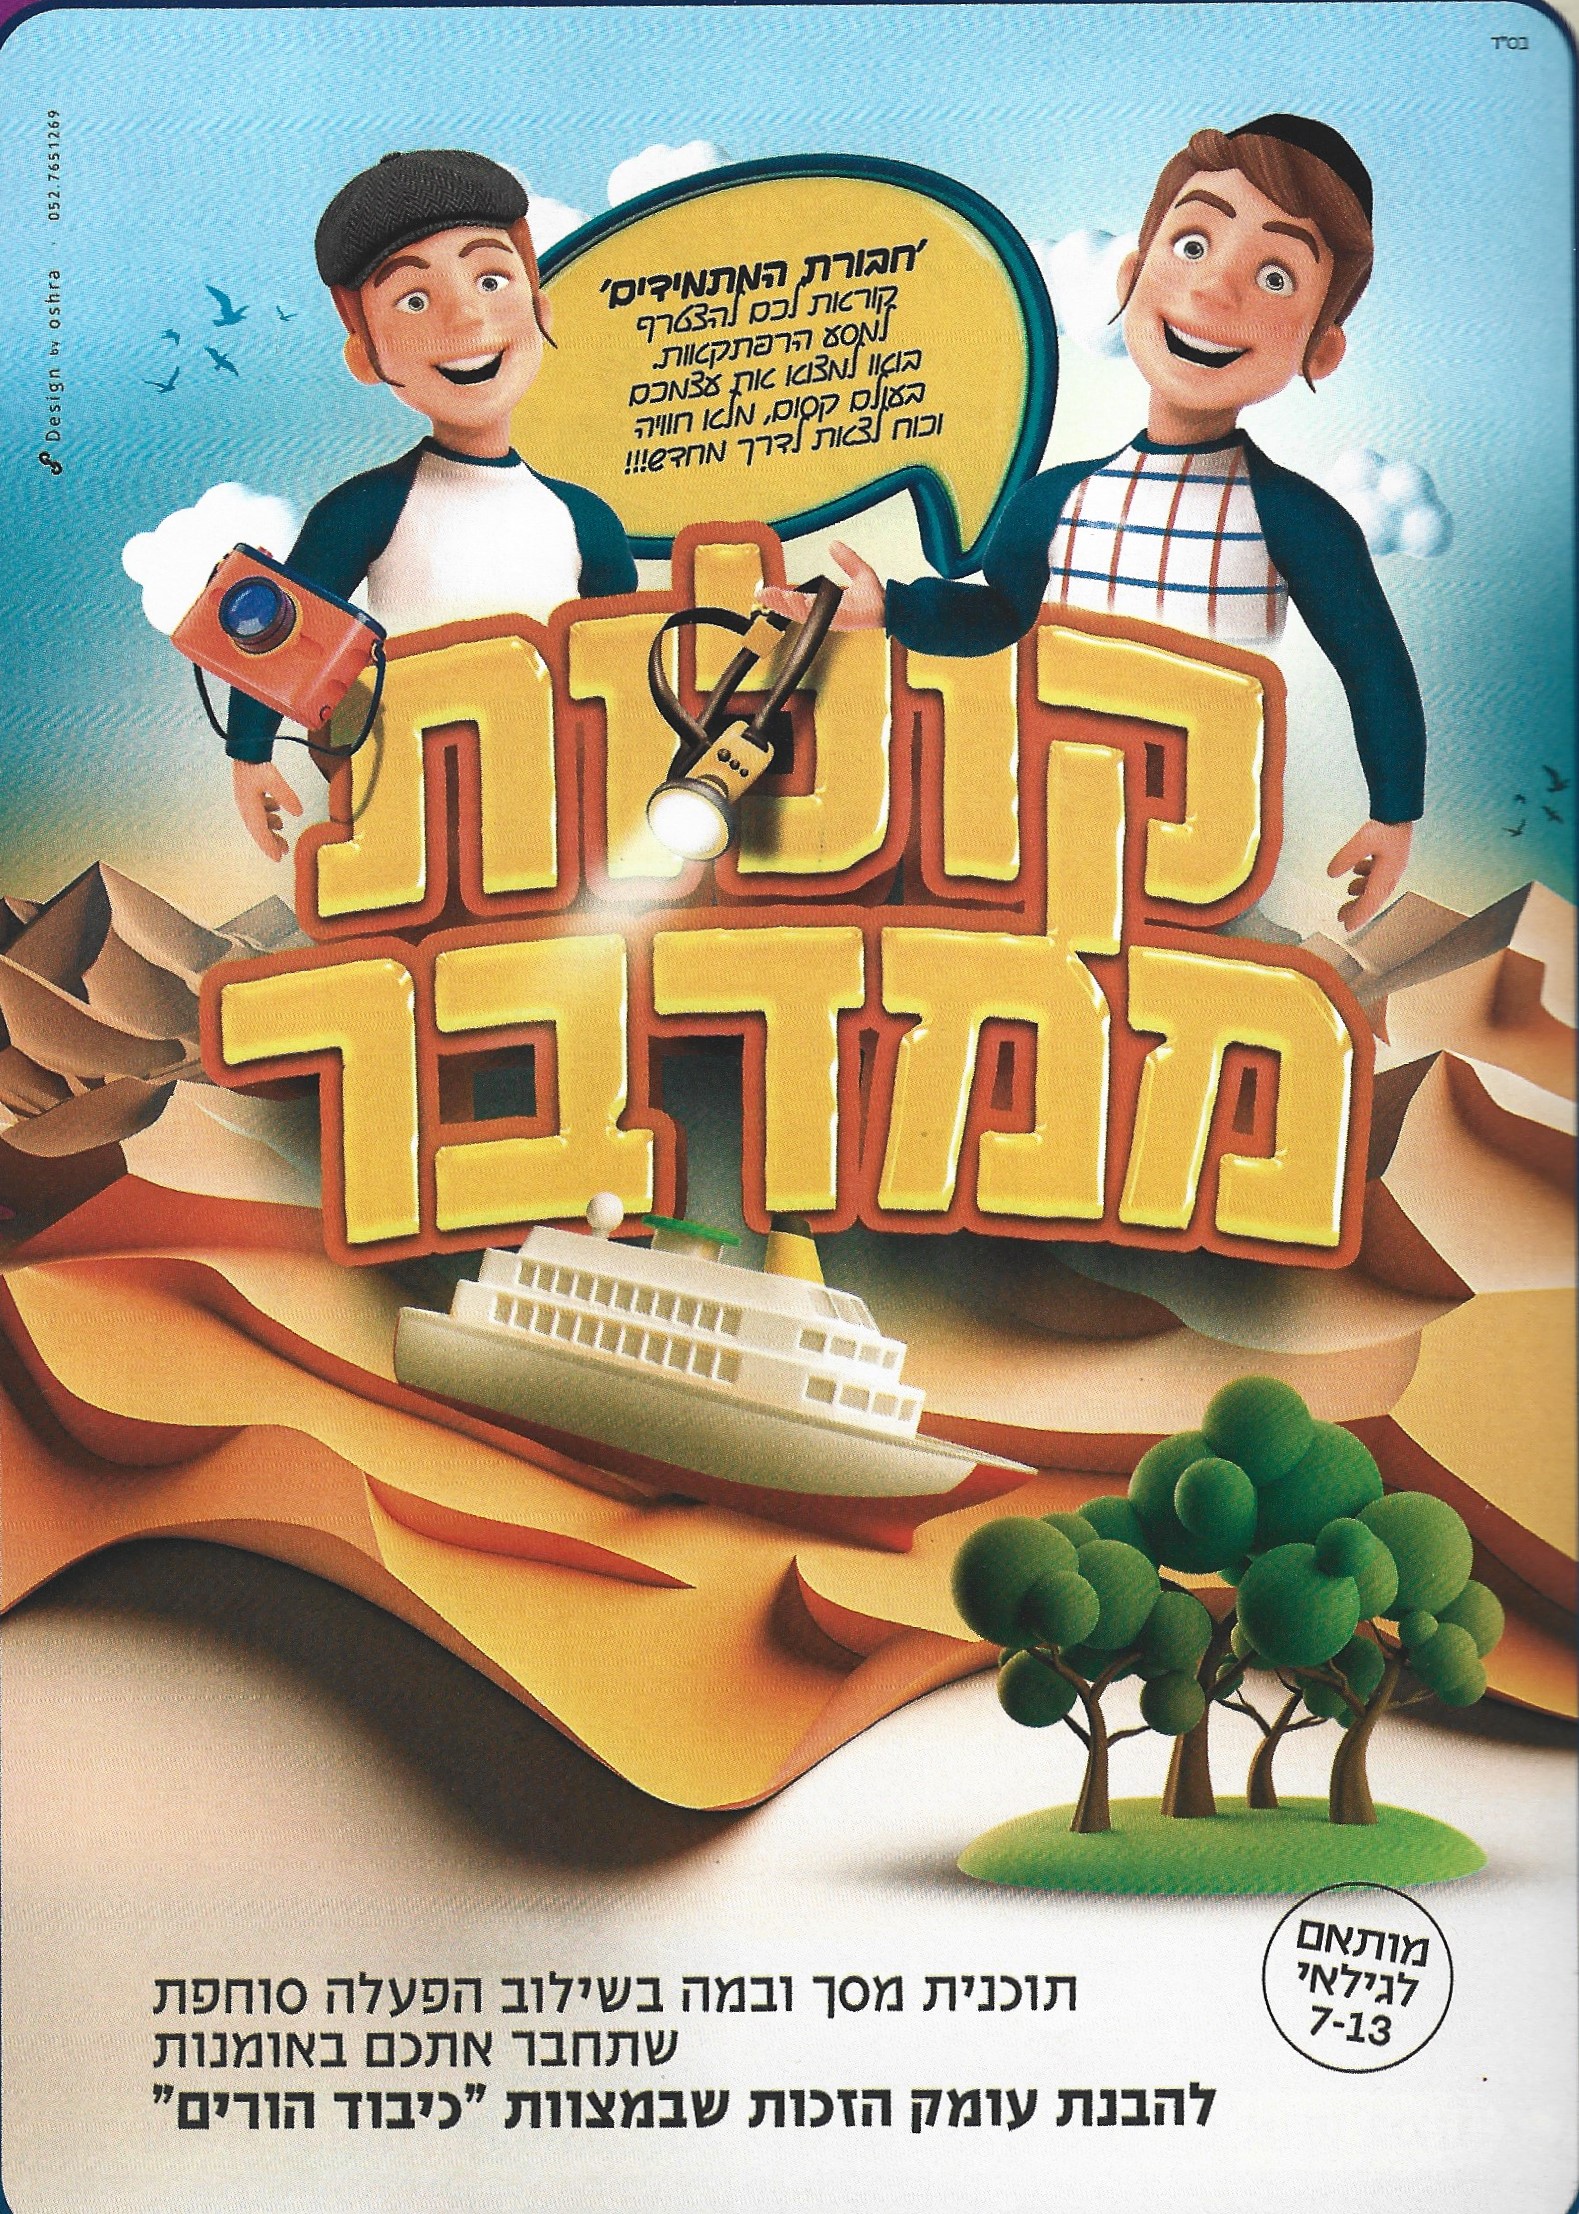 בס״ד
'חבורת המתמידים'
קוראת לכם להצטרף
למסע הרפתקאות.
בואו למצוא את עצמכם
בעולם קסום, מלא חוויה
וכוח לצאת לדרך מחדש!!!
קולות
ממדבר
מותאם
לגילאי
7-13
תוכנית מסך ובמה בשילוב הפעלה סוחפת
שתחבר אתכם באומנות
להבנת עומק הזכות שבמצוות "כיבוד הורים"
Design by oshra · 052.7651269